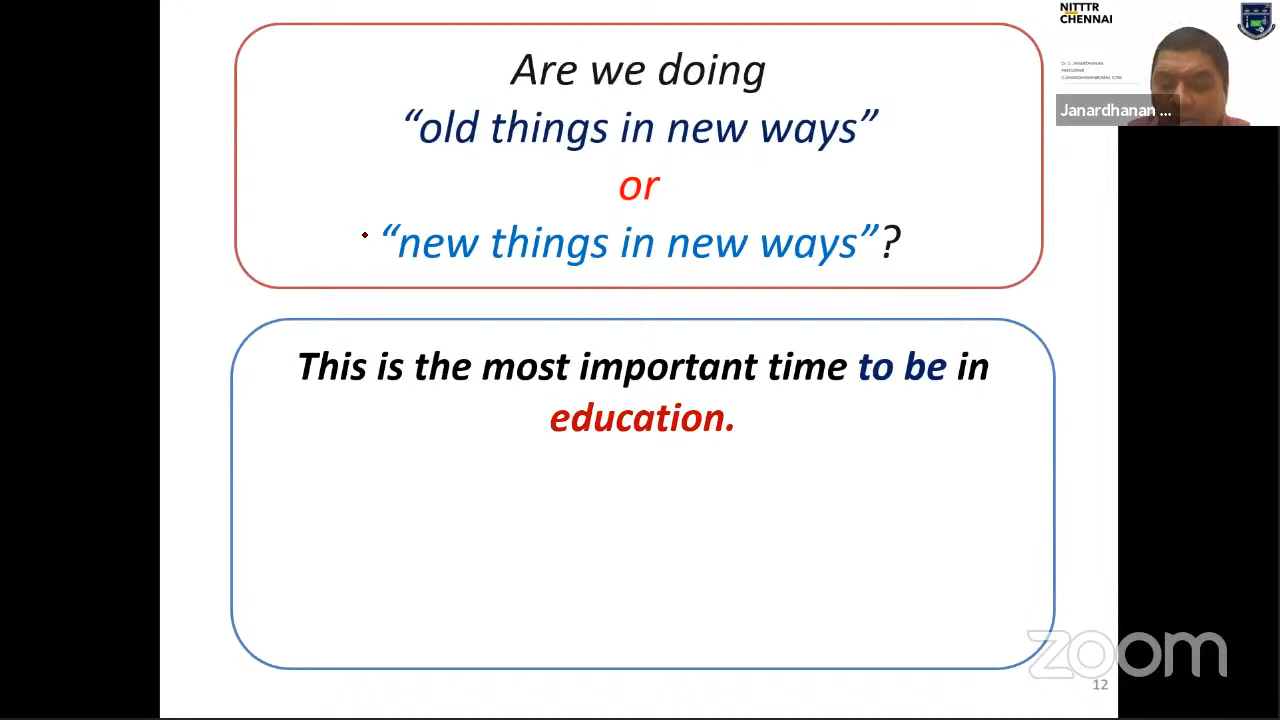 NITTTR
CHENNAI
Janardhanan ...
Are we doing
“old things in new ways”
or
“new things in new ways”?
This is the most important time to be in
education.
zoom
12